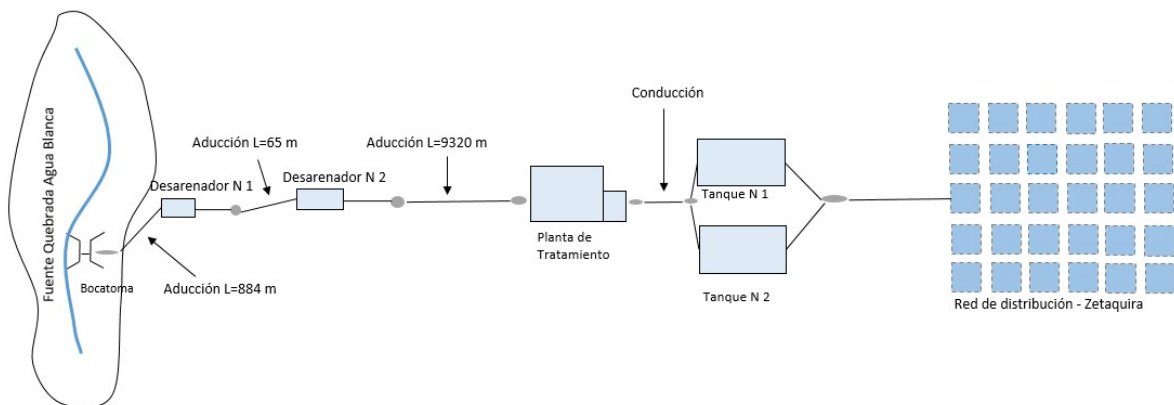 Fuente Quebrada Agua Blanca
Bocatoma
Aducción L=884 m
Desarenador N 1
Aducción L=65 m
Desarenador N 2
Aducción L=9320 m
Planta de
Tratamiento
Conducción
Tanque N 1
Tanque N 2
Red de distribución - Zetaquira